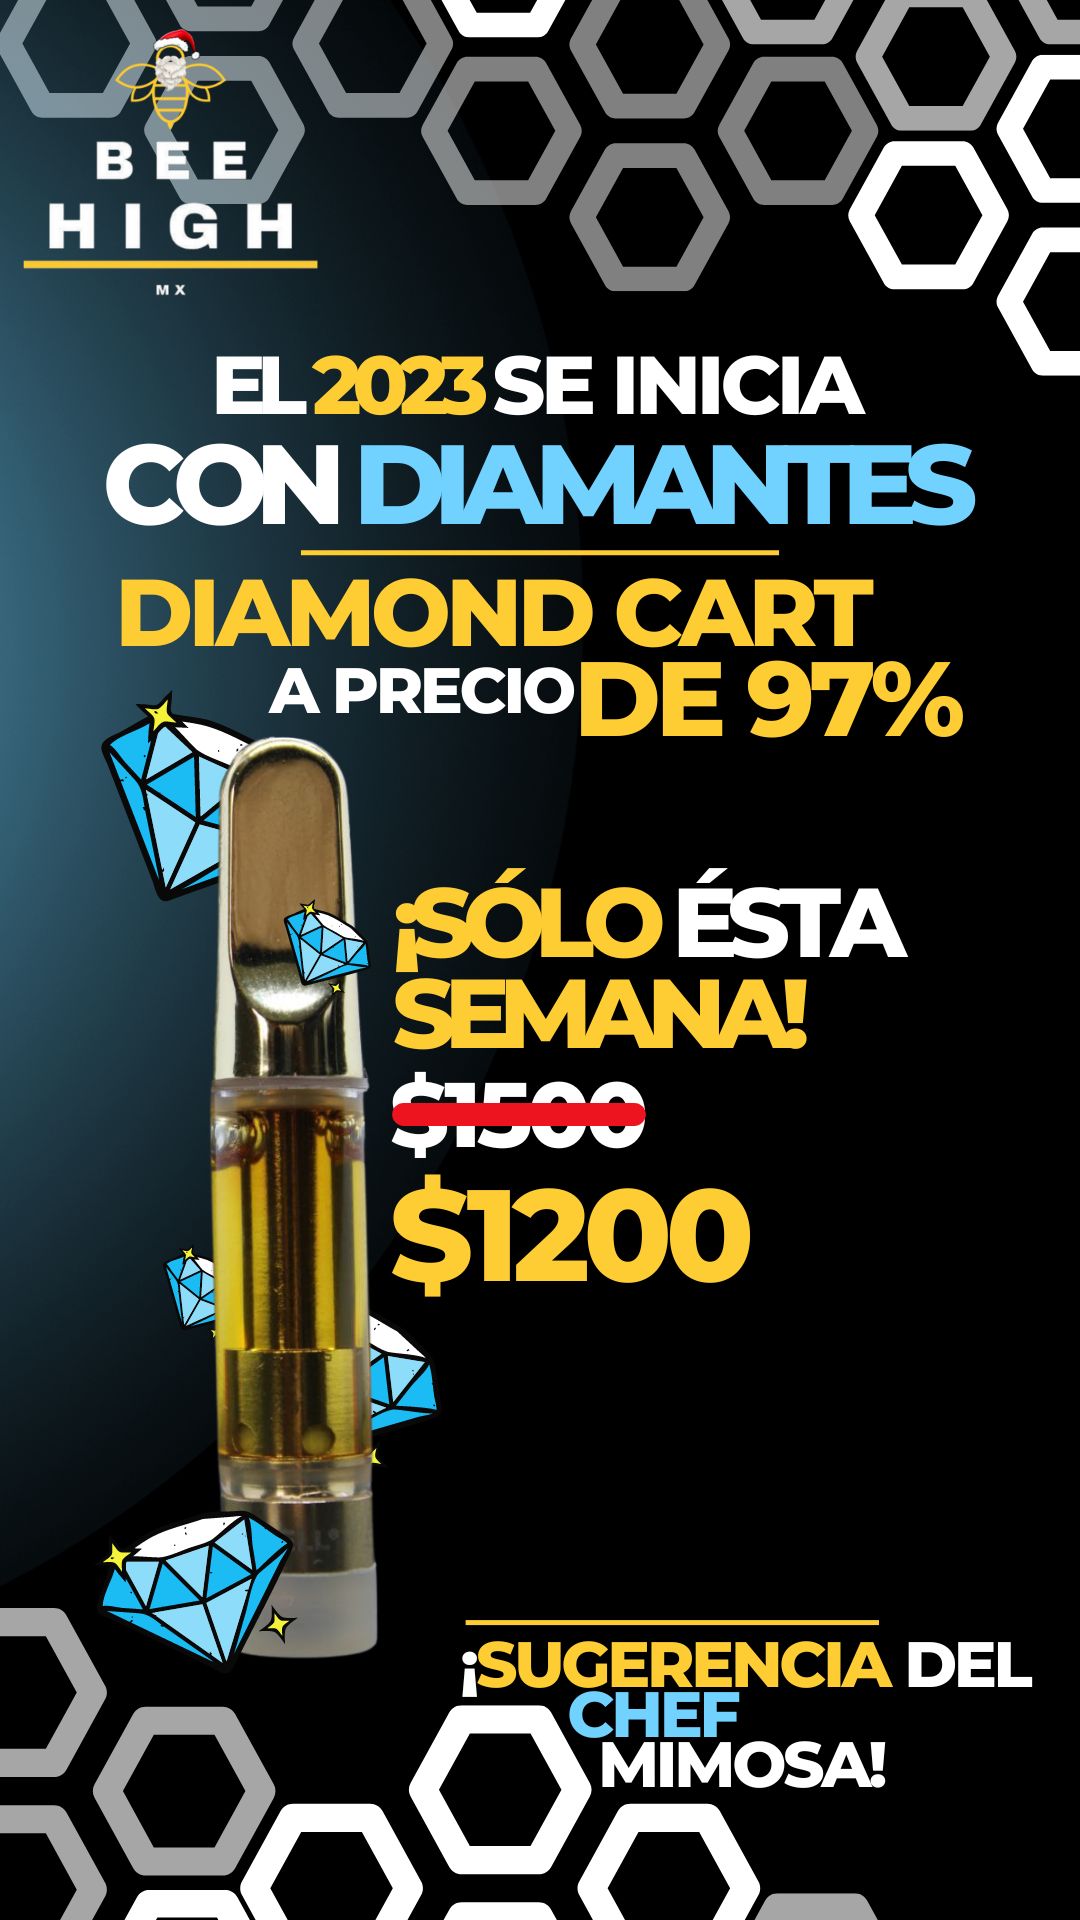 BEE
HIGH
MX
EL 2023 SE INICIA
CON DIAMANTES
DIAMOND CART
A PRECIO DE 97%
¡SÓLO ÉSTA
SEMANA!
$1500
$1200
¡SUGERENCIA DEL
CHEF
MIMOSA!